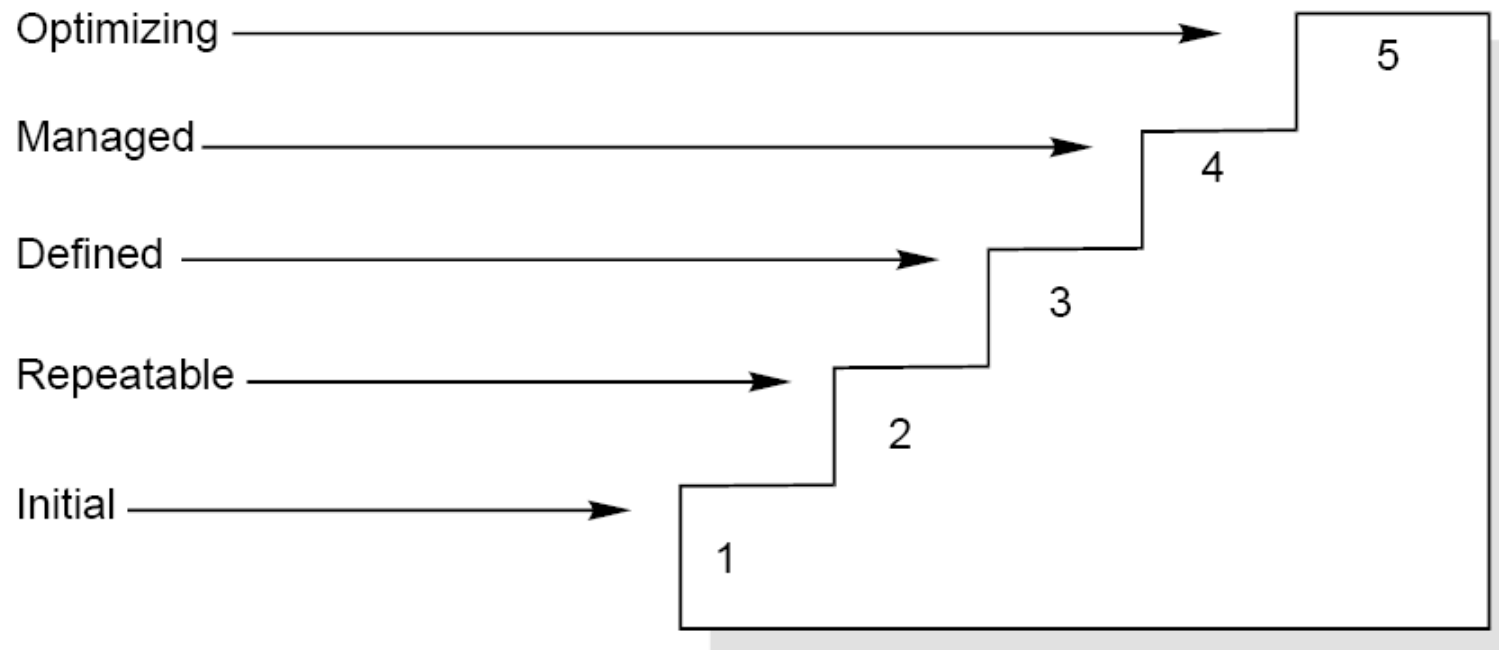 Optimizing
5
Managed
4
Defined
3
Repeatable
2
Initial
1